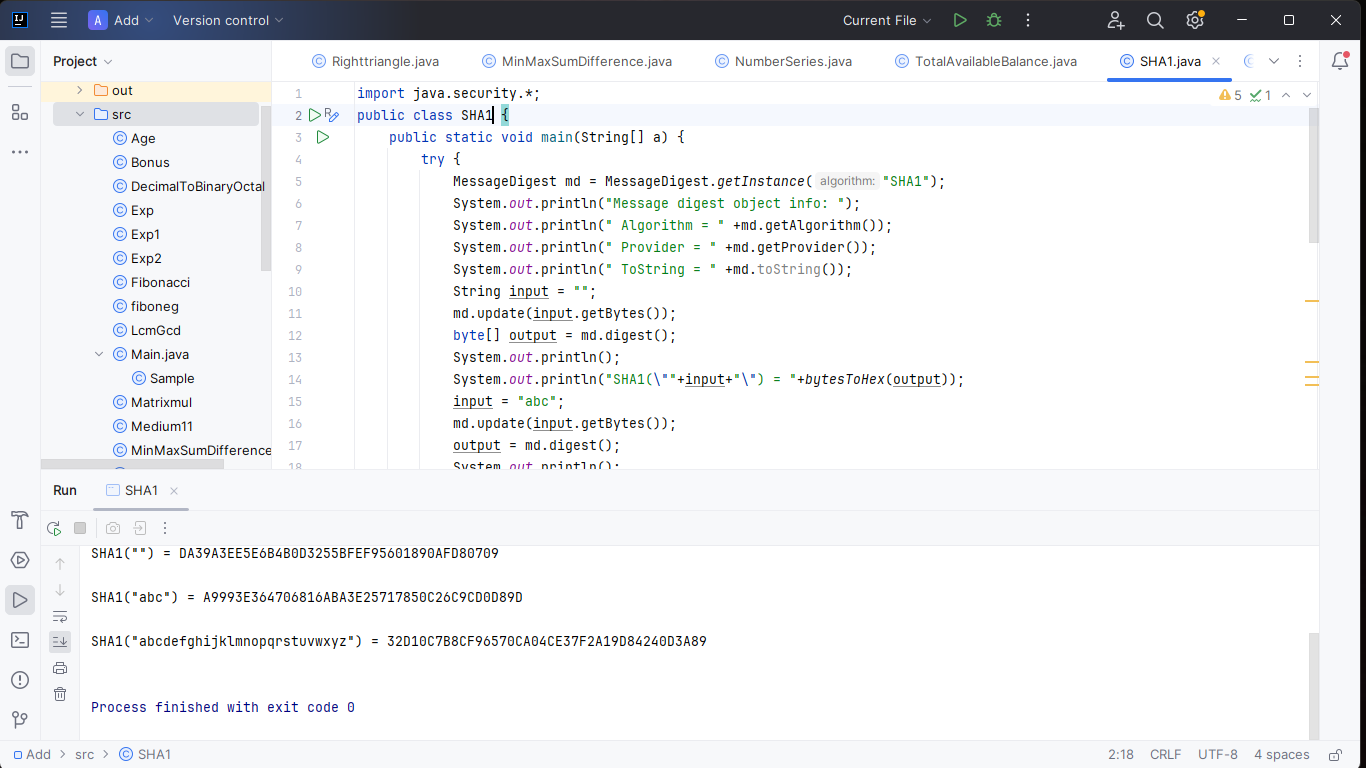 A Add Version control Current File
Project
Righttriangle.java MinMaxSumDifference.java NumberSeries.java TotalAvailableBalance.java SHA1.java
out
src
Age
Bonus
DecimalToBinaryOctal
Exp
Exp1
Exp2
Fibonacci
fiboneg
LcmGcd
Main.java
Sample
Matrixmul
Medium11
MinMaxSumDifference
5 1
1 import java.security.*;
2 public class SHA1 {
3 public static void main(String[] a) {
4 try {
5 MessageDigest md = MessageDigest.getInstance( algorithm: "SHA1");
6 System.out.println("Message digest object info: ");
7 System.out.println(" Algorithm = " +md.getAlgorithm());
8 System.out.println(" Provider = " +md.getProvider());
9 System.out.println(" ToString = " +md.toString());
10 String input = "";
11 md.update(input.getBytes());
12 byte[] output = md.digest();
13 System.out.println();
14 System.out.println("SHA1(\""+input+"\") = "+bytesToHex(output));
15 input = "abc";
16 md.update(input.getBytes());
17 output = md.digest();
18 System.out.println();
Run SHA1
SHA1("") = DA39A3EE5E6B4B0D3255BFEF95601890AFD80709
SHA1("abc") = A9993E364706816ABA3E25717850C26C9CD0D89D
SHA1("abcdefghijklmnopqrstuvwxyz") = 32D10C7B8CF96570CA04CE37F2A19D84240D3A89
Process finished with exit code 0
Add src SHA1 2:18 CRLF UTF-8 4 spaces